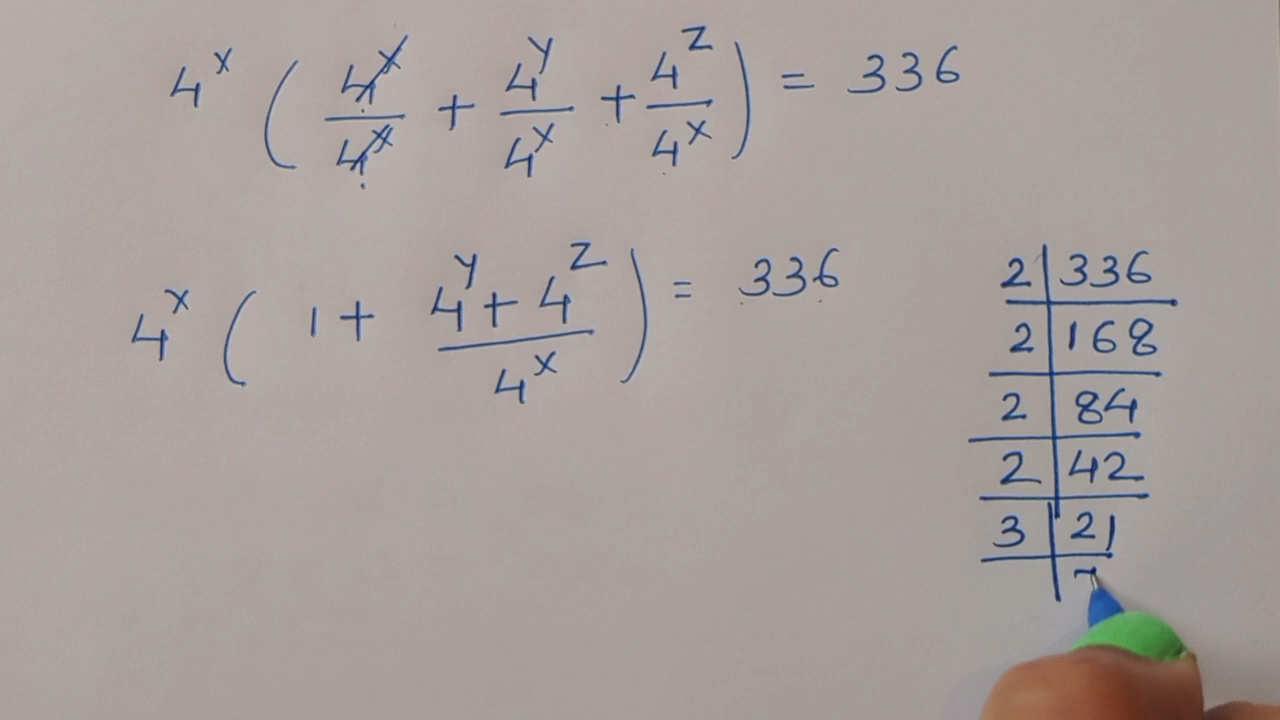 4^x ( 4^x/4^x + 4^y/4^x + 4^z/4^x ) = 336
4^x ( 1 + (4^y + 4^z)/4^x ) = 336
2 | 336
2 | 168
2 | 84
2 | 42
3 | 21